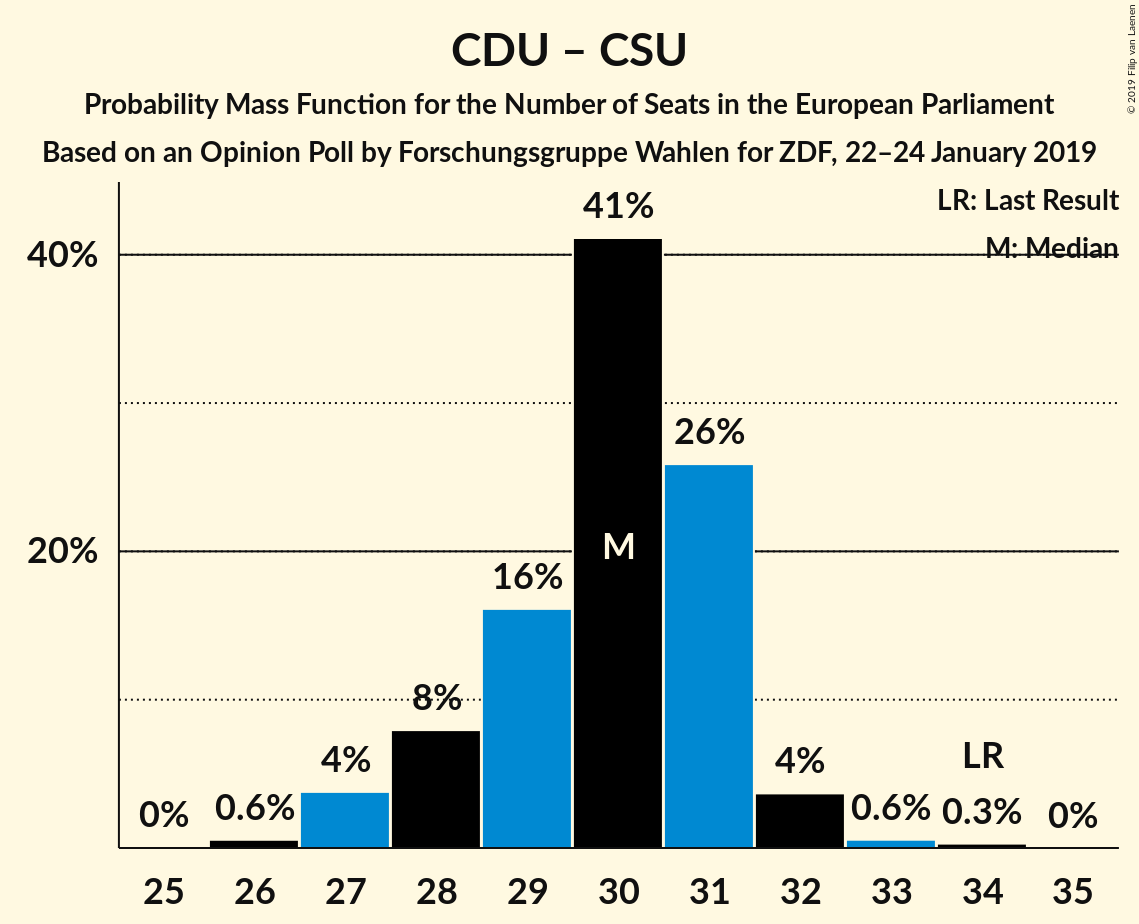 CDU – CSU
Probability Mass Function for the Number of Seats in the European Parliament
Based on an Opinion Poll by Forschungsgruppe Wahlen for ZDF, 22–24 January 2019
© 2019 Filip van Laenen
LR: Last Result
M: Median
40%
20%
0%
0.6%
4%
8%
16%
41%
M
26%
4%
0.6%
LR
0.3%
0%
25 26 27 28 29 30 31 32 33 34 35